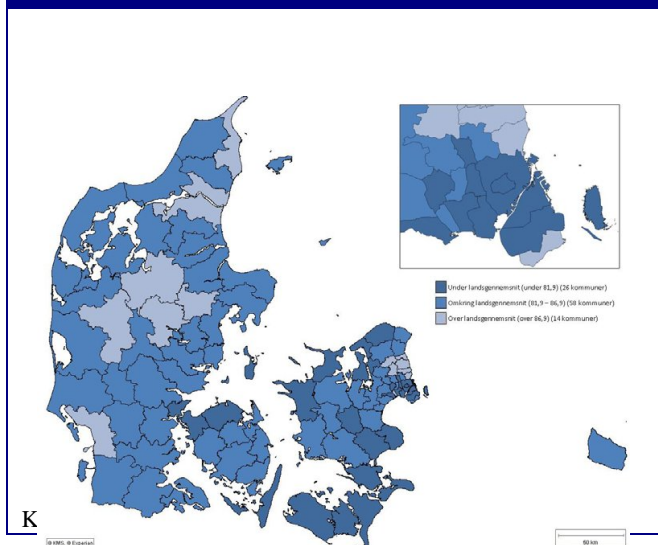 Under landsgennemsnit (under 81,9) (26 kommuner)
Omkring landsgennemsnit (81,9 – 86,9) (58 kommuner)
Over landsgennemsnit (over 86,9) (14 kommuner)
K
© KMS, © Experian
60 km